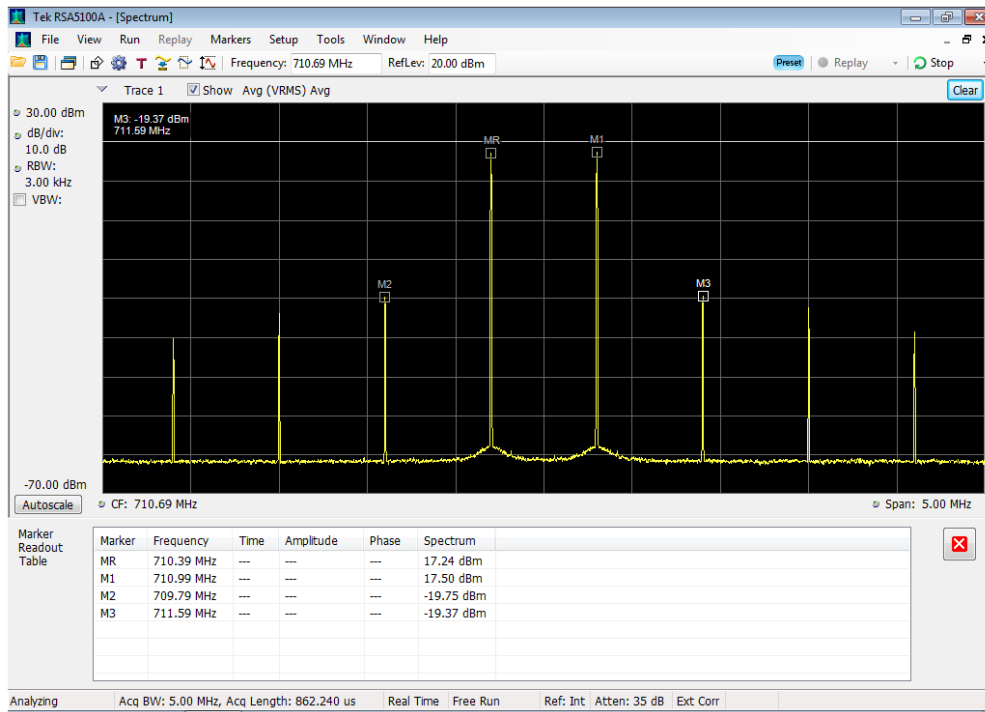 Tek RSA5100A - [Spectrum]
File View Run Replay Markers Setup Tools Window Help
T Frequency: 710.69 MHz RefLev: 20.00 dBm Preset Replay Stop
Trace 1 Show Avg (VRMS) Avg Clear
30.00 dBm
dB/div:
10.0 dB
RBW:
3.00 kHz
VBW:
M3: -19.37 dBm
711.59 MHz
MR M1
M2 M3
-70.00 dBm
Autoscale CF: 710.69 MHz Span: 5.00 MHz
Marker
Readout
Table
Marker Frequency Time Amplitude Phase Spectrum
MR 710.39 MHz --- --- --- 17.24 dBm
M1 710.99 MHz --- --- --- 17.50 dBm
M2 709.79 MHz --- --- --- -19.75 dBm
M3 711.59 MHz --- --- --- -19.37 dBm
Analyzing Acq BW: 5.00 MHz, Acq Length: 862.240 us Real Time Free Run Ref: Int Atten: 35 dB Ext Corr